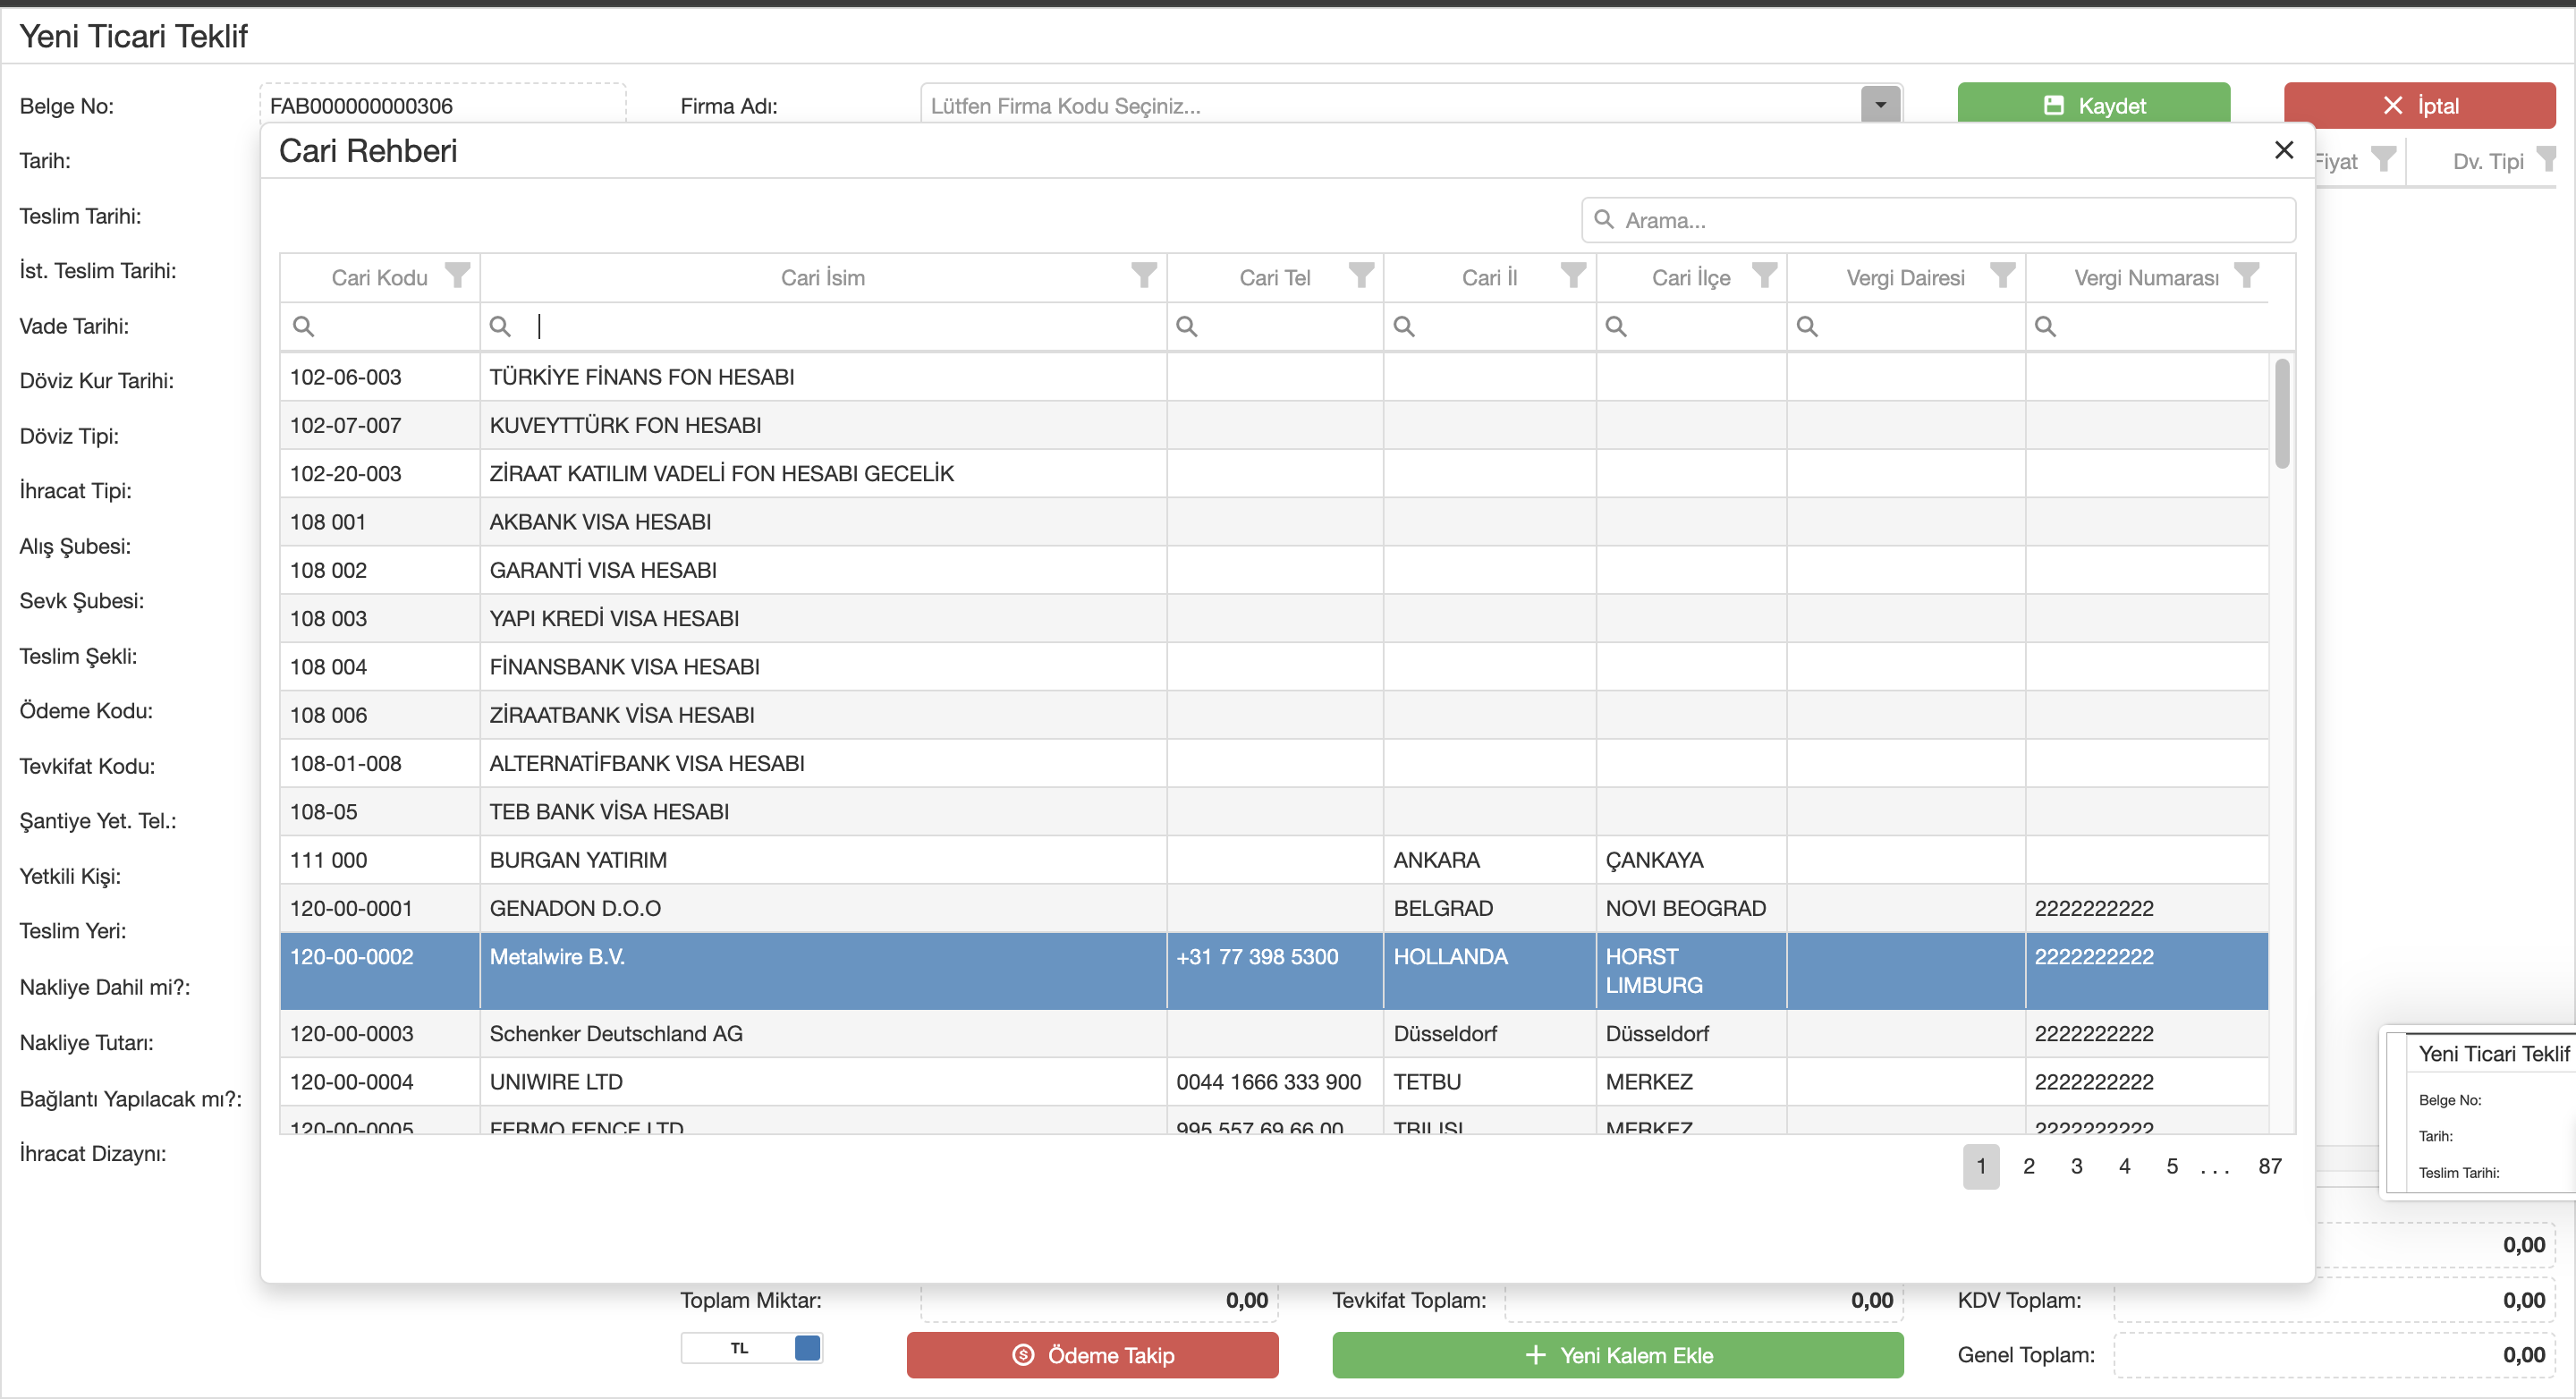 Yeni Ticari Teklif
Belge No: FAB000000000306 Firma Adı: Lütfen Firma Kodu Seçiniz... Kaydet İptal
Cari Rehberi
Tarih: Fiyat Dv. Tipi
Teslim Tarihi: Arama...
İst. Teslim Tarihi: Cari Kodu Cari İsim Cari Tel Cari İl Cari İlçe Vergi Dairesi Vergi Numarası
Vade Tarihi:
Döviz Kur Tarihi: 102-06-003 TÜRKİYE FİNANS FON HESABI
Döviz Tipi: 102-07-007 KUVEYTTÜRK FON HESABI
102-20-003 ZİRAAT KATILIM VADELİ FON HESABI GECELİK
İhracat Tipi:
108 001 AKBANK VISA HESABI
Alış Şubesi:
108 002 GARANTİ VISA HESABI
Sevk Şubesi:
108 003 YAPI KREDİ VISA HESABI
Teslim Şekli: 108 004 FİNANSBANK VISA HESABI
Ödeme Kodu: 108 006 ZİRAATBANK VİSA HESABI
Tevkifat Kodu: 108-01-008 ALTERNATİFBANK VISA HESABI
Şantiye Yet. Tel.: 108-05 TEB BANK VİSA HESABI
111 000 BURGAN YATIRIM ANKARA ÇANKAYA
Yetkili Kişi:
120-00-0001 GENADON D.O.O BELGRAD NOVI BEOGRAD 2222222222
Teslim Yeri:
120-00-0002 Metalwire B.V. +31 77 398 5300 HOLLANDA HORST LIMBURG 2222222222
Nakliye Dahil mi?:
120-00-0003 Schenker Deutschland AG Düsseldorf Düsseldorf 2222222222
Nakliye Tutarı:
120-00-0004 UNIWIRE LTD 0044 1666 333 900 TETBU MERKEZ 2222222222
Bağlantı Yapılacak mı?:
120-00-0005 FERMO FENCE LTD 995 557 69 66 00 TBILISI MERKEZ 2222222222
İhracat Dizaynı:
1 2 3 4 5 ... 87
Yeni Ticari Teklif
Belge No:
Tarih:
Teslim Tarihi:
0,00
Toplam Miktar: 0,00 Tevkifat Toplam: 0,00 KDV Toplam: 0,00
TL Ödeme Takip Yeni Kalem Ekle Genel Toplam: 0,00